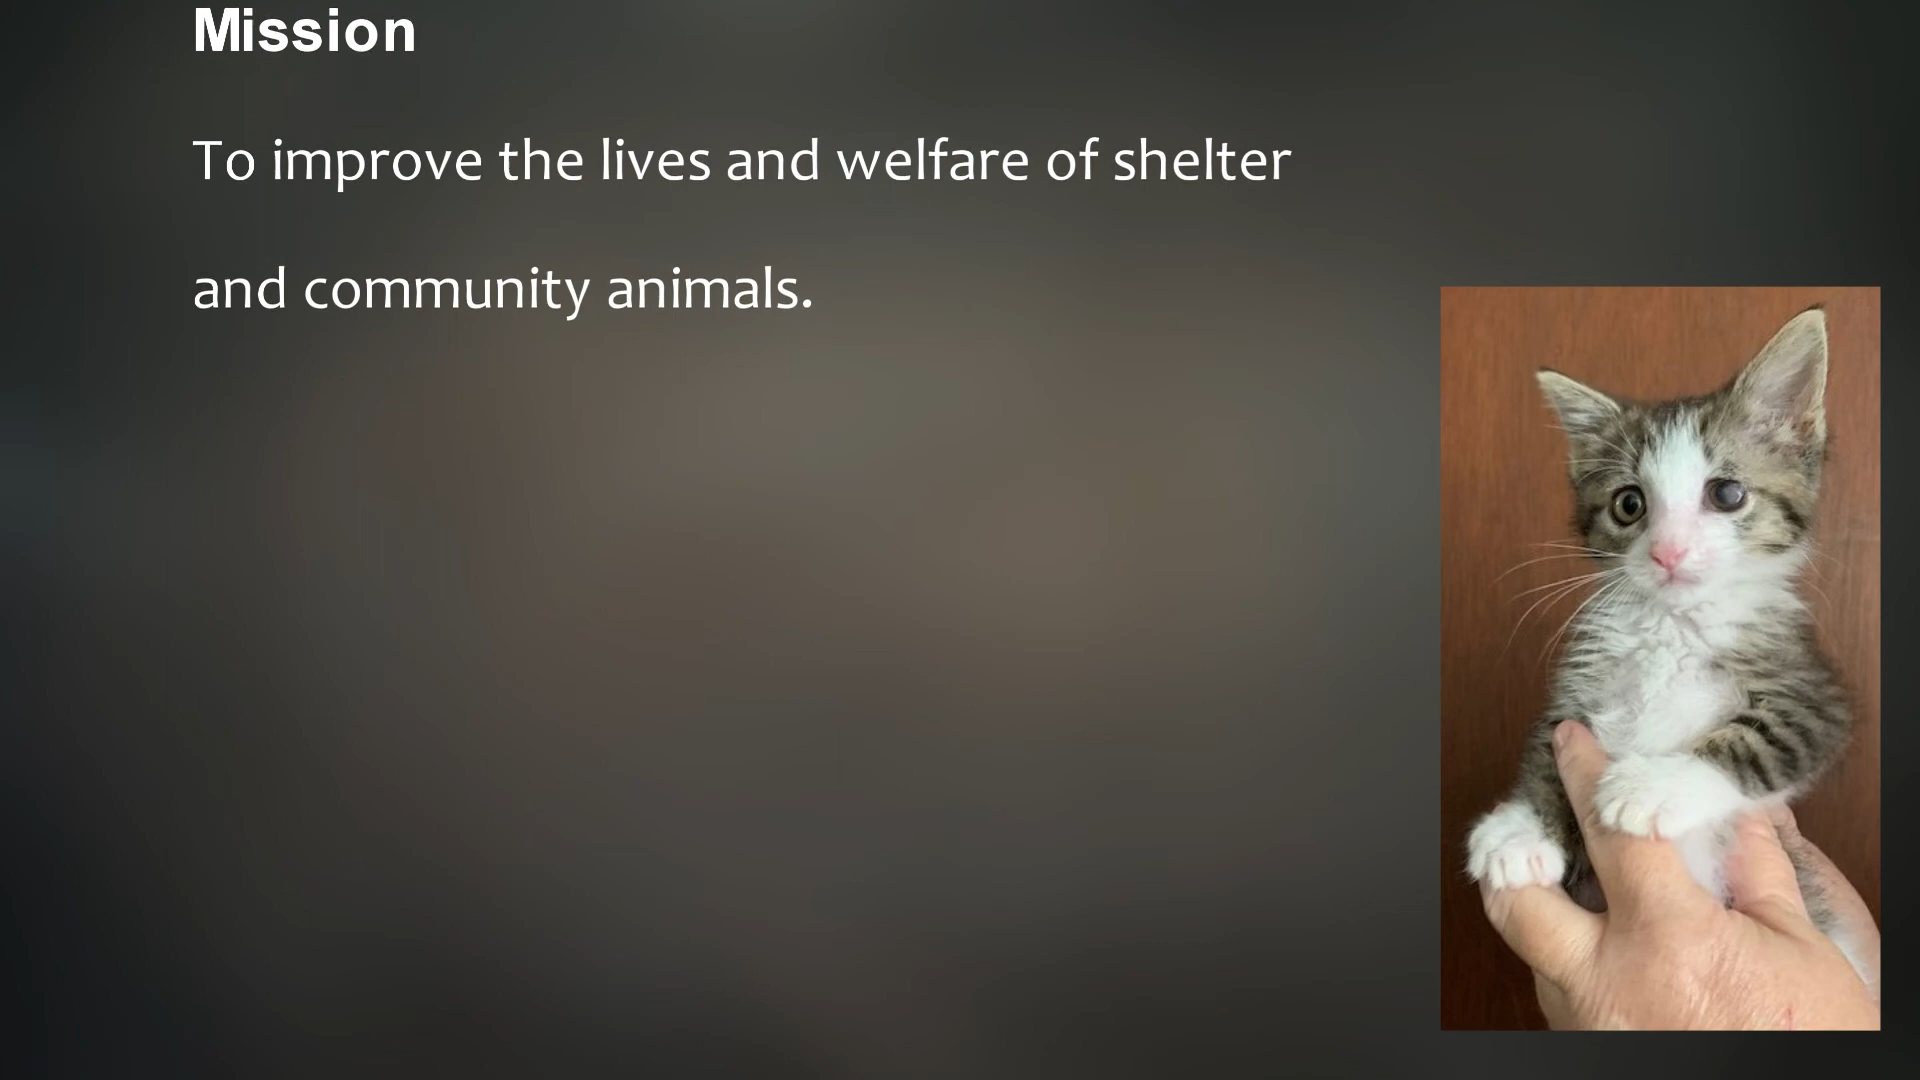 Mission
To improve the lives and welfare of shelter
and community animals.